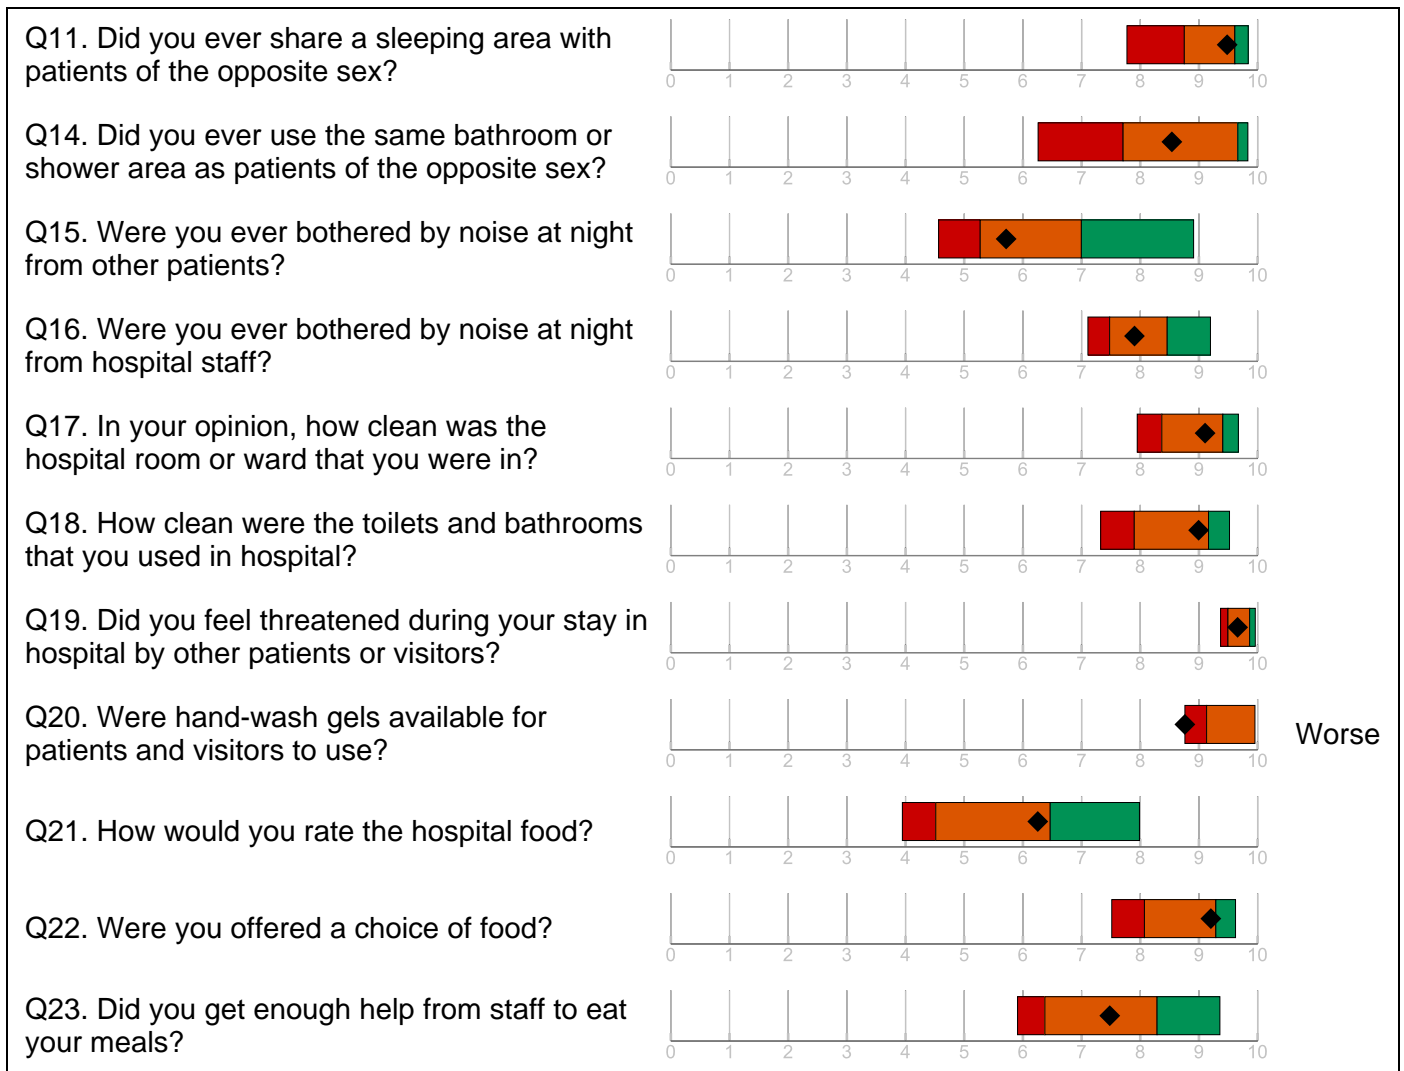 Q11. Did you ever share a sleeping area with
patients of the opposite sex?
0 1 2 3 4 5 6 7 8 9 10
Q14. Did you ever use the same bathroom or
shower area as patients of the opposite sex?
0 1 2 3 4 5 6 7 8 9 10
Q15. Were you ever bothered by noise at night
from other patients?
0 1 2 3 4 5 6 7 8 9 10
Q16. Were you ever bothered by noise at night
from hospital staff?
0 1 2 3 4 5 6 7 8 9 10
Q17. In your opinion, how clean was the
hospital room or ward that you were in?
0 1 2 3 4 5 6 7 8 9 10
Q18. How clean were the toilets and bathrooms
that you used in hospital?
0 1 2 3 4 5 6 7 8 9 10
Q19. Did you feel threatened during your stay in
hospital by other patients or visitors?
0 1 2 3 4 5 6 7 8 9 10
Q20. Were hand-wash gels available for
patients and visitors to use?
Worse
0 1 2 3 4 5 6 7 8 9 10
Q21. How would you rate the hospital food?
0 1 2 3 4 5 6 7 8 9 10
Q22. Were you offered a choice of food?
0 1 2 3 4 5 6 7 8 9 10
Q23. Did you get enough help from staff to eat
your meals?
0 1 2 3 4 5 6 7 8 9 10